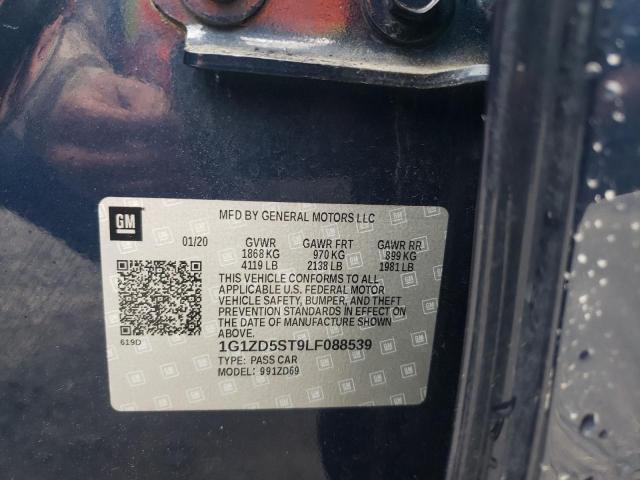 GM
MFD BY GENERAL MOTORS LLC
01/20 GVWR GAWR FRT GAWR RR
1868 KG 970 KG 899 KG
4119 LB 2138 LB 1981 LB
THIS VEHICLE CONFORMS TO ALL
APPLICABLE U.S. FEDERAL MOTOR
VEHICLE SAFETY, BUMPER, AND THEFT
PREVENTION STANDARDS IN EFFECT
ON THE DATE OF MANUFACTURE SHOWN
ABOVE.
619D
1G1ZD5ST9LF088539
TYPE: PASS CAR
MODEL: 991ZD69